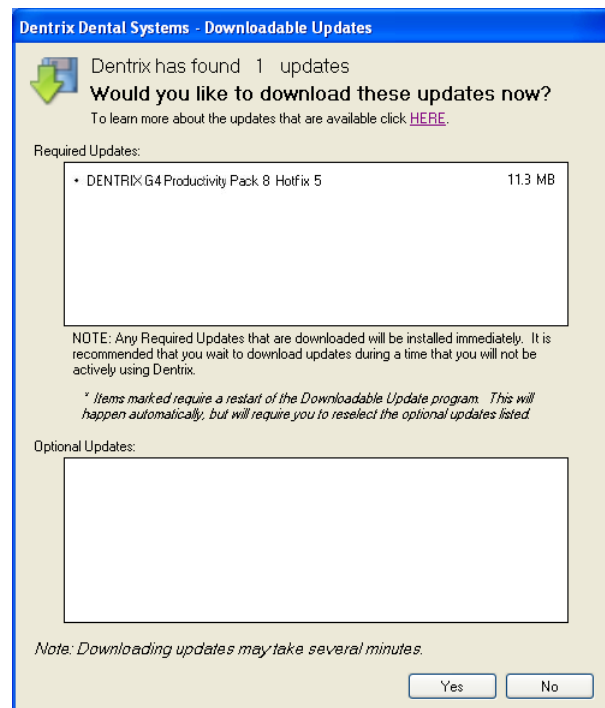 Dentrix Dental Systems - Downloadable Updates
Dentrix has found 1 updates
Would you like to download these updates now?
To learn more about the updates that are available click HERE.
Required Updates:
• DENTRIX G4 Productivity Pack 8 Hotfix 5 11.3 MB
NOTE: Any Required Updates that are downloaded will be installed immediately. It is
recommended that you wait to download updates during a time that you will not be
actively using Dentrix.
* Items marked require a restart of the Downloadable Update program. This will
happen automatically, but will require you to reselect the optional updates listed.
Optional Updates:
Note: Downloading updates may take several minutes.
Yes No